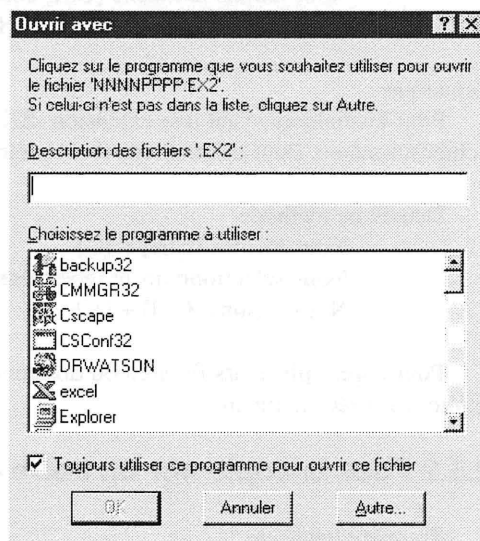 Ouvrir avec
Cliquez sur le programme que vous souhaitez utiliser pour ouvrir
le fichier 'NNNNPPPP.EX2'.
Si celui-ci n'est pas dans la liste, cliquez sur Autre.
Description des fichiers '.EX2' :
Choisissez le programme à utiliser :
backup32
CMMGR32
Cscape
CSConf32
DRWATSON
excel
Explorer
Toujours utiliser ce programme pour ouvrir ce fichier
OK
Annuler
Autre...